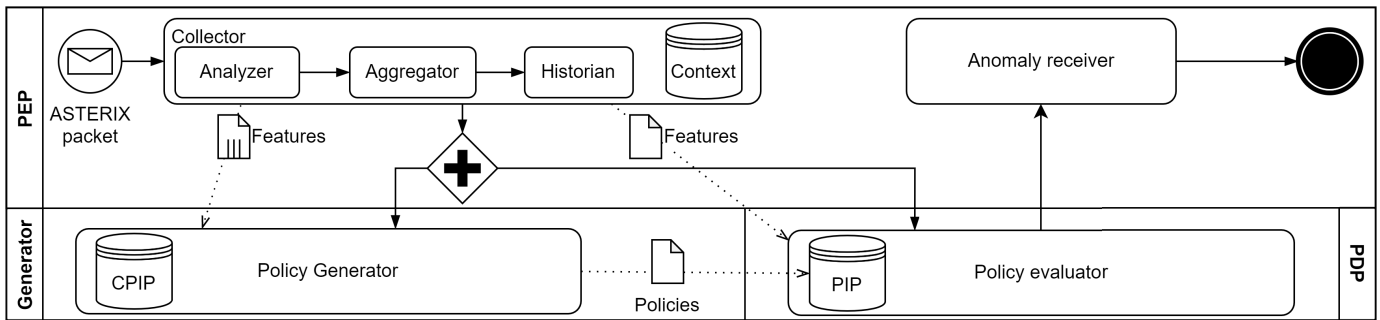 PEP
Collector
Analyzer
Aggregator
Historian
Context
Anomaly receiver
ASTERIX
packet
Features
Features
Generator
CPIP
Policy Generator
Policies
PIP
Policy evaluator
PDP